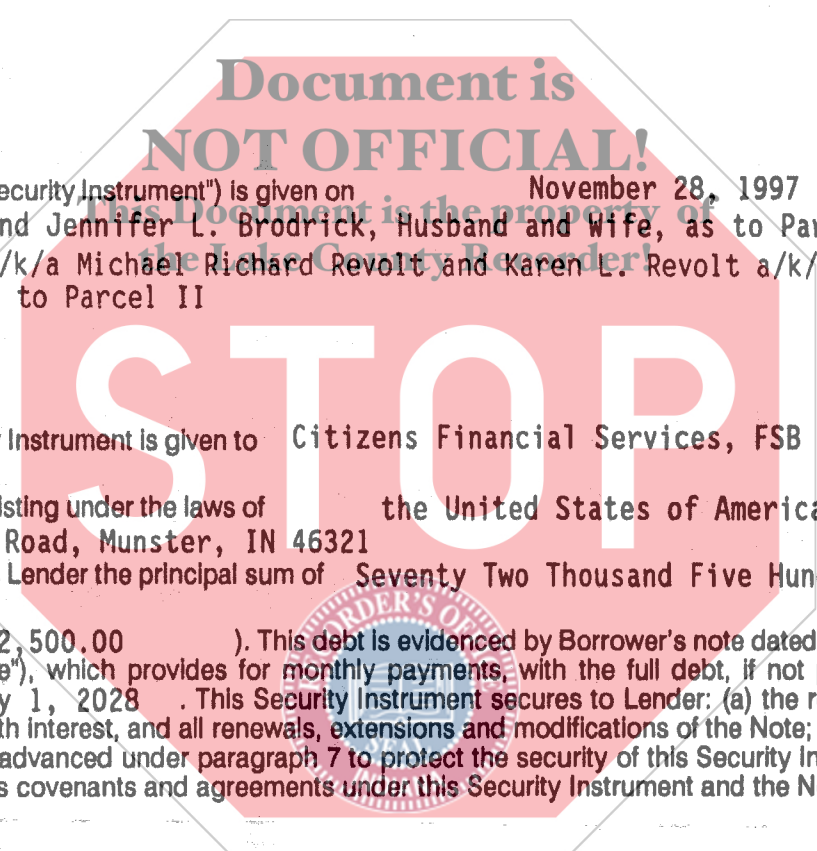 Document is
NOT OFFICIAL!
ecurity Instrument") is given on November 28, 1997
This Document is the property of
nd Jennifer L. Brodrick, Husband and Wife, as to Par
the Lake County Recorder!
/k/a Michael Richard Revolt and Karen L. Revolt a/k/
to Parcel II
STOP
Instrument is given to Citizens Financial Services, FSB
isting under the laws of the United States of America
Road, Munster, IN 46321
Lender the principal sum of Seventy Two Thousand Five Hun
2,500.00 ). This debt is evidenced by Borrower's note dated
e"), which provides for monthly payments, with the full debt, if not
y 1, 2028 . This Security Instrument secures to Lender: (a) the r
th interest, and all renewals, extensions and modifications of the Note;
advanced under paragraph 7 to protect the security of this Security In
s covenants and agreements under this Security Instrument and the N
RECORDER'S OFFICE
SEAL
INDIANA